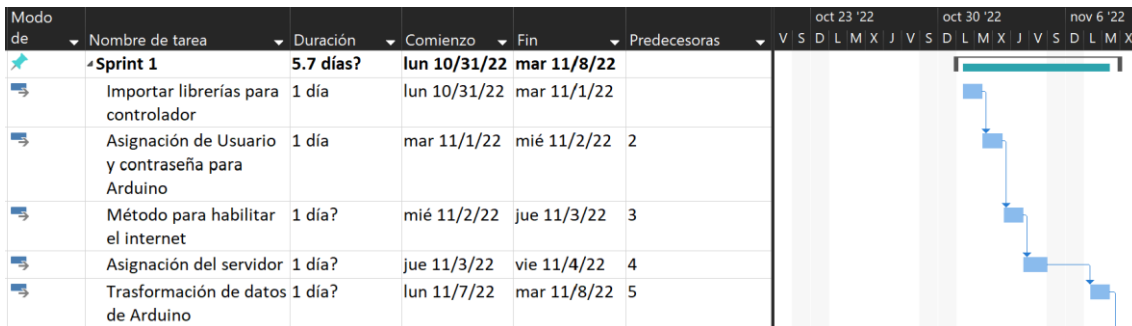 Modo de Nombre de tarea Duración Comienzo Fin Predecesoras
oct 23 '22 oct 30 '22 nov 6 '22
V S D L M X J V S D L M X J V S D L M X
Sprint 1 5.7 días? lun 10/31/22 mar 11/8/22
Importar librerías para 1 día lun 10/31/22 mar 11/1/22
controlador
Asignación de Usuario 1 día mar 11/1/22 mié 11/2/22 2
y contraseña para
Arduino
Método para habilitar 1 día? mié 11/2/22 jue 11/3/22 3
el internet
Asignación del servidor 1 día? jue 11/3/22 vie 11/4/22 4
Trasformación de datos 1 día? lun 11/7/22 mar 11/8/22 5
de Arduino